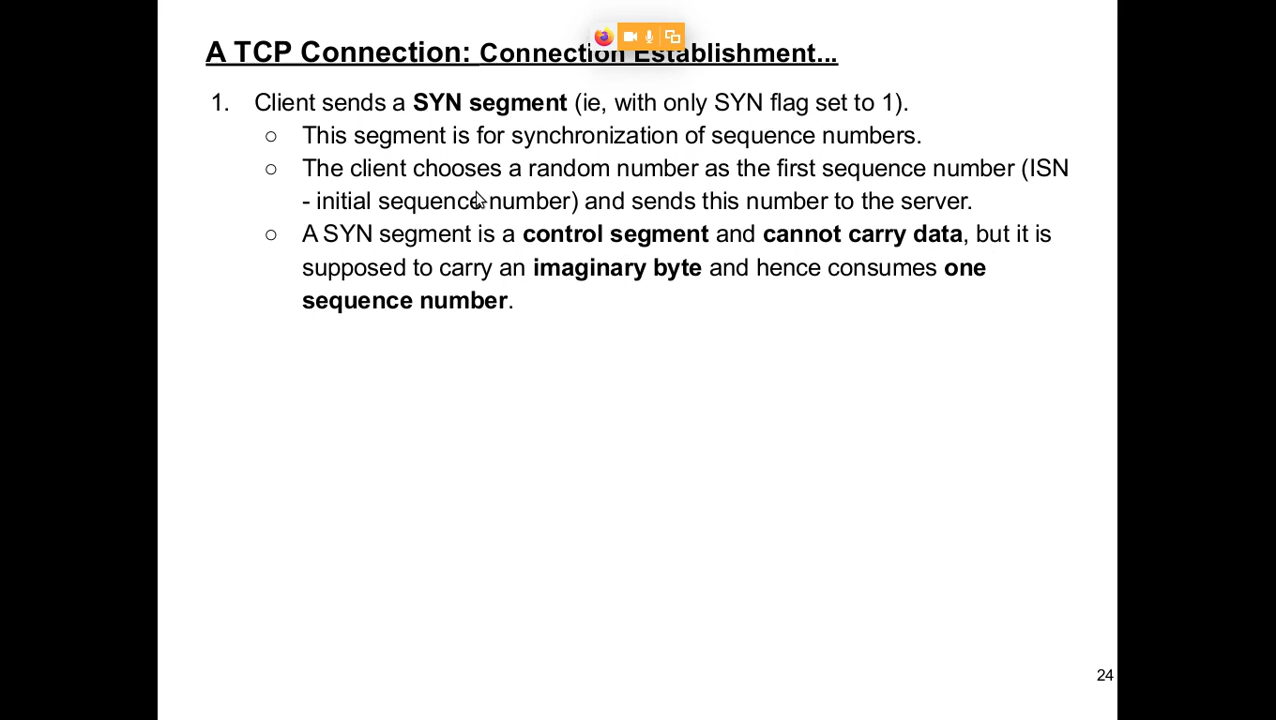 A TCP Connection: Connection Establishment...
1. Client sends a SYN segment (ie, with only SYN flag set to 1).
○ This segment is for synchronization of sequence numbers.
○ The client chooses a random number as the first sequence number (ISN
- initial sequence number) and sends this number to the server.
○ A SYN segment is a control segment and cannot carry data, but it is
supposed to carry an imaginary byte and hence consumes one
sequence number.
24